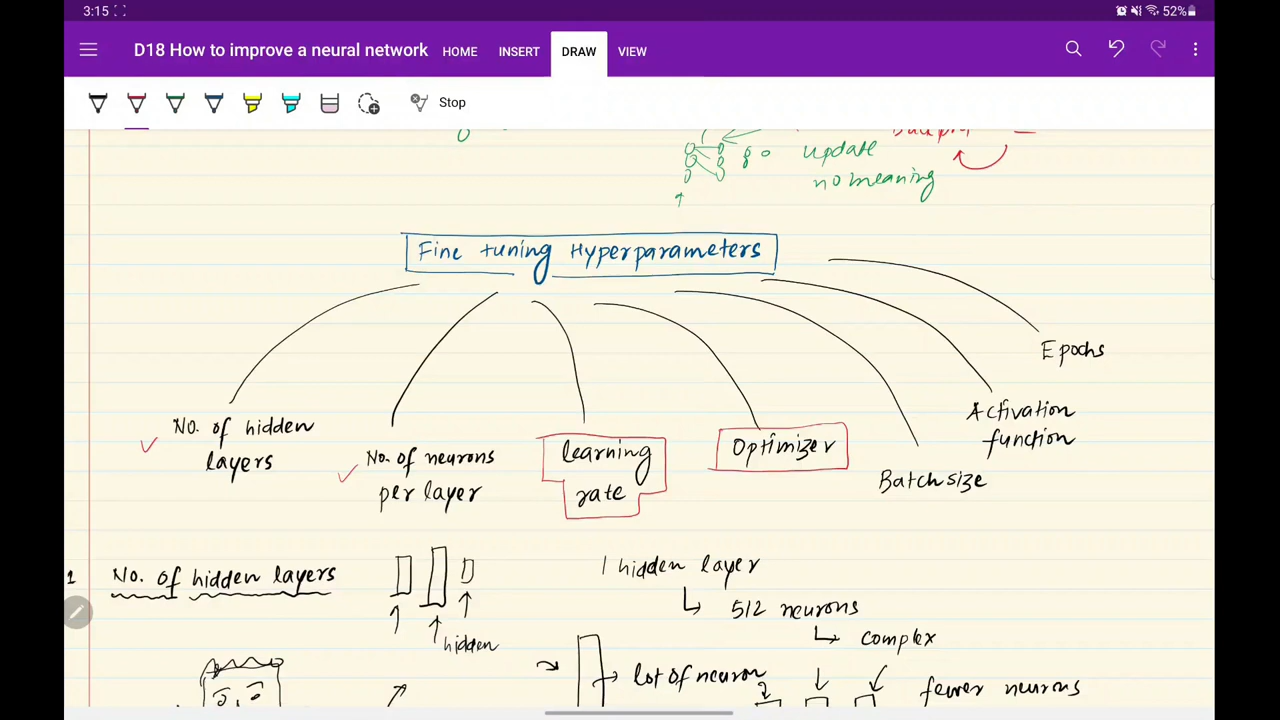 3:15
52%
D18 How to improve a neural network
HOME
INSERT
DRAW
VIEW
Stop
update
no meaning
Fine tuning Hyperparameters
Epochs
Activation
function
No. of hidden
layers
No. of neurons
per layer
learning
rate
Optimizer
Batch size
1 No. of hidden layers
hidden
1 hidden layer
512 neurons
complex
lot of neuron
fewer neurons